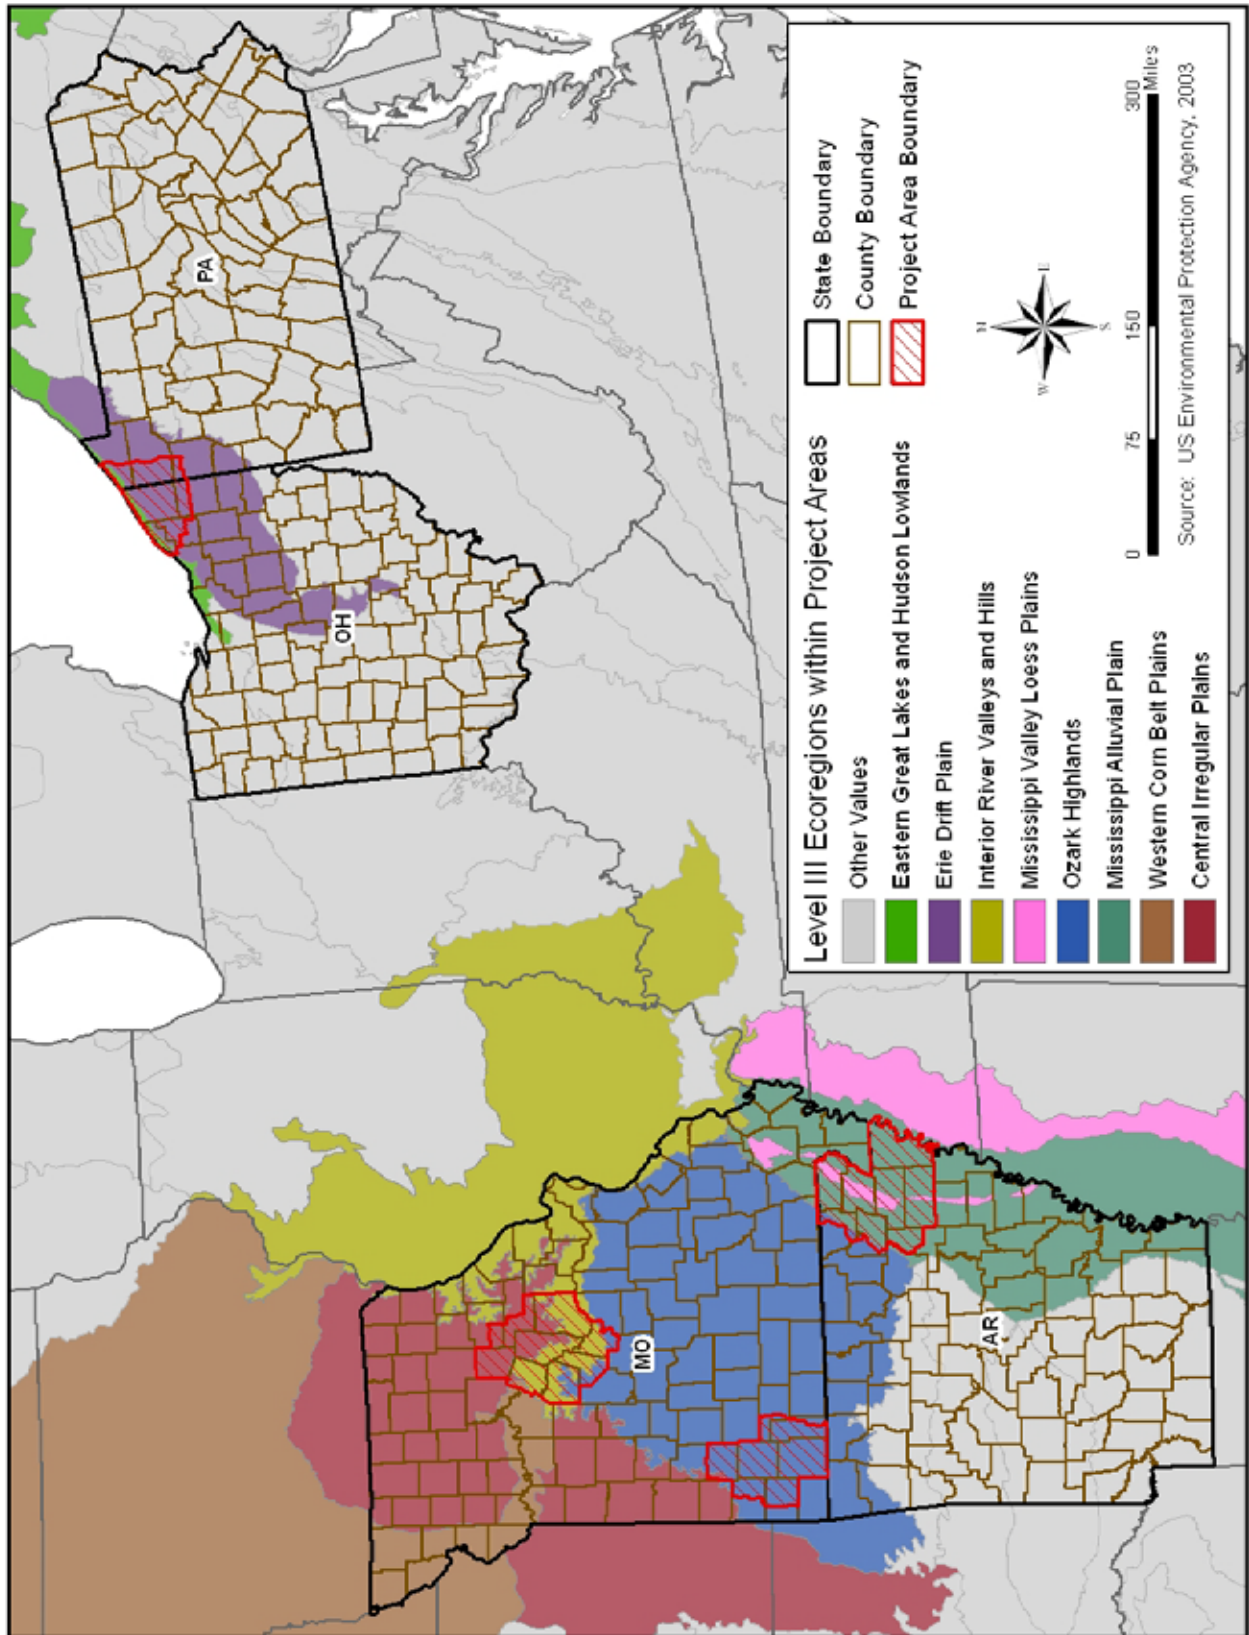 PA
OH
MO
AR
Level III Ecoregions within Project Areas
Other Values
Eastern Great Lakes and Hudson Lowlands
Erie Drift Plain
Interior River Valleys and Hills
Mississippi Valley Loess Plains
Ozark Highlands
Mississippi Alluvial Plain
Western Corn Belt Plains
Central Irregular Plains
State Boundary
County Boundary
Project Area Boundary
N
W E
S
0 75 150 300
Miles
Source: US Environmental Protection Agency, 2003